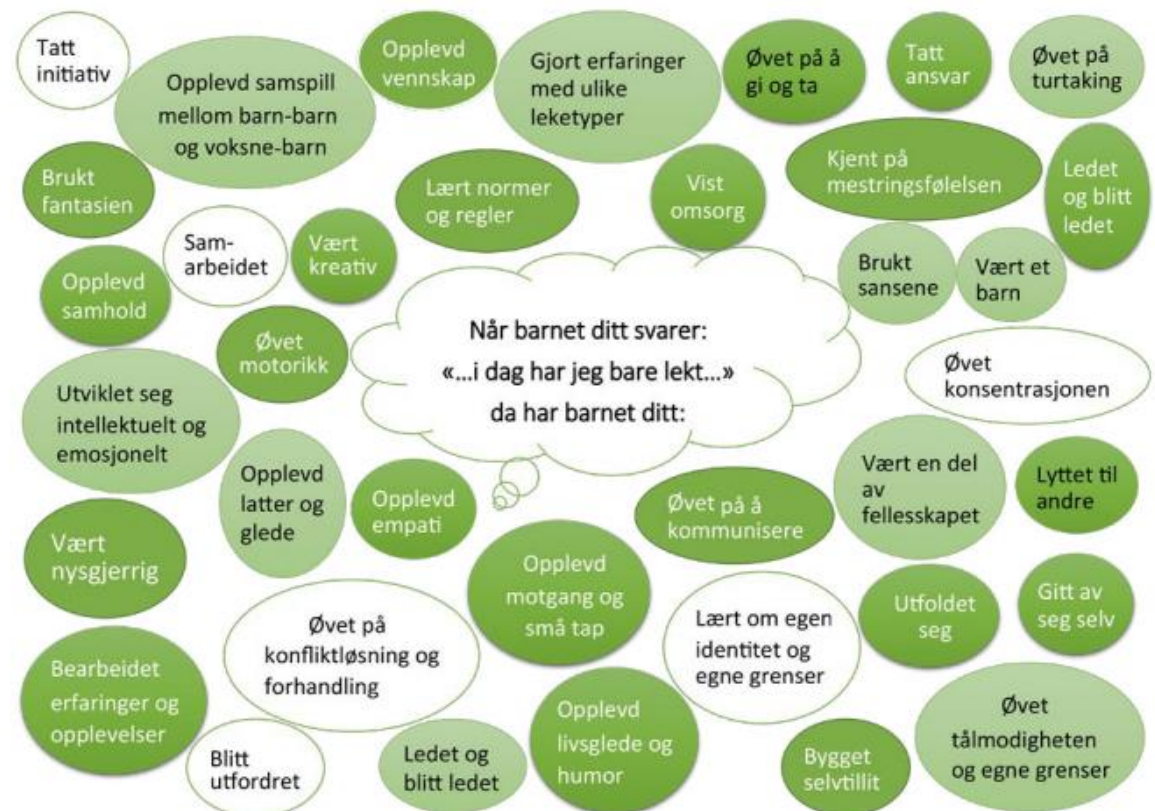 Tatt
initiativ
Opplevd samspill
mellom barn-barn
og voksne-barn
Opplevd
vennskap
Gjort erfaringer
med ulike
leketyper
Øvet på å
gi og ta
Tatt
ansvar
Øvet på
turtaking
Brukt
fantasien
Lært normer
og regler
Vist
omsorg
Kjent på
mestringsfølelsen
Ledet
og blitt
ledet
Sam-
arbeidet
Vært
kreativ
Brukt
sansene
Vært et
barn
Opplevd
samhold
Øvet
motorikk
Når barnet ditt svarer:
«...i dag har jeg bare lekt...»
da har barnet ditt:
Øvet
konsentrasjonen
Utviklet seg
intellektuelt og
emosjonelt
Opplevd
latter og
glede
Opplevd
empati
Øvet på å
kommunisere
Vært en del
av
fellesskapet
Lyttet til
andre
Vært
nysgjerrig
Opplevd
motgang og
små tap
Øvet på
konfliktløsning og
forhandling
Lært om egen
identitet og
egne grenser
Utfoldet
seg
Gitt av
seg selv
Bearbeidet
erfaringer og
opplevelser
Blitt
utfordret
Ledet og
blitt ledet
Opplevd
livsglede og
humor
Bygget
selvtillit
Øvet
tålmodigheten
og egne grenser